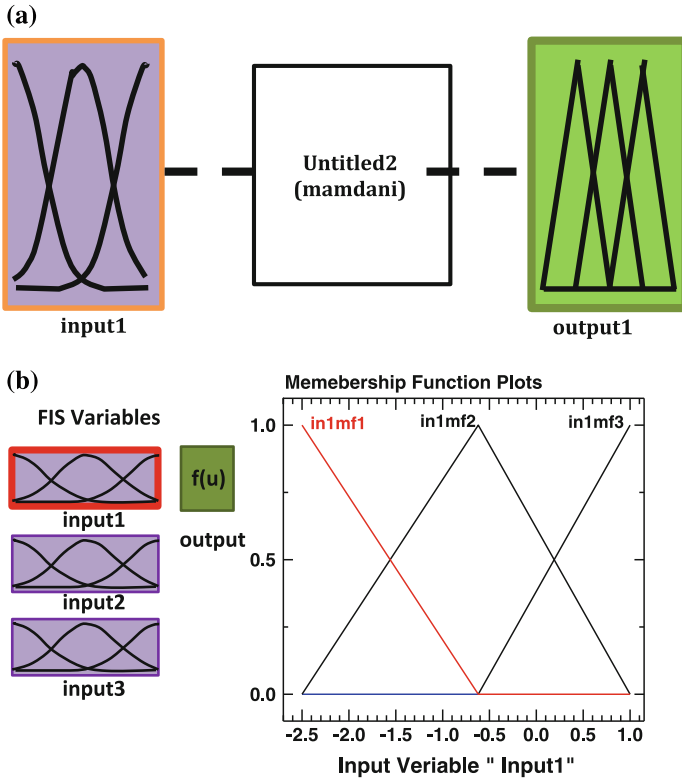 (a)
Untitled2
(mamdani)
input1
output1
(b)
FIS Variables
input1
input2
input3
f(u)
output
Memebership Function Plots
in1mf1
in1mf2
in1mf3
1.0
0.5
0.0
-2.5 -2.0 -1.5 -1.0 -0.5 0.0 0.5 1.0
Input Veriable " Input1"